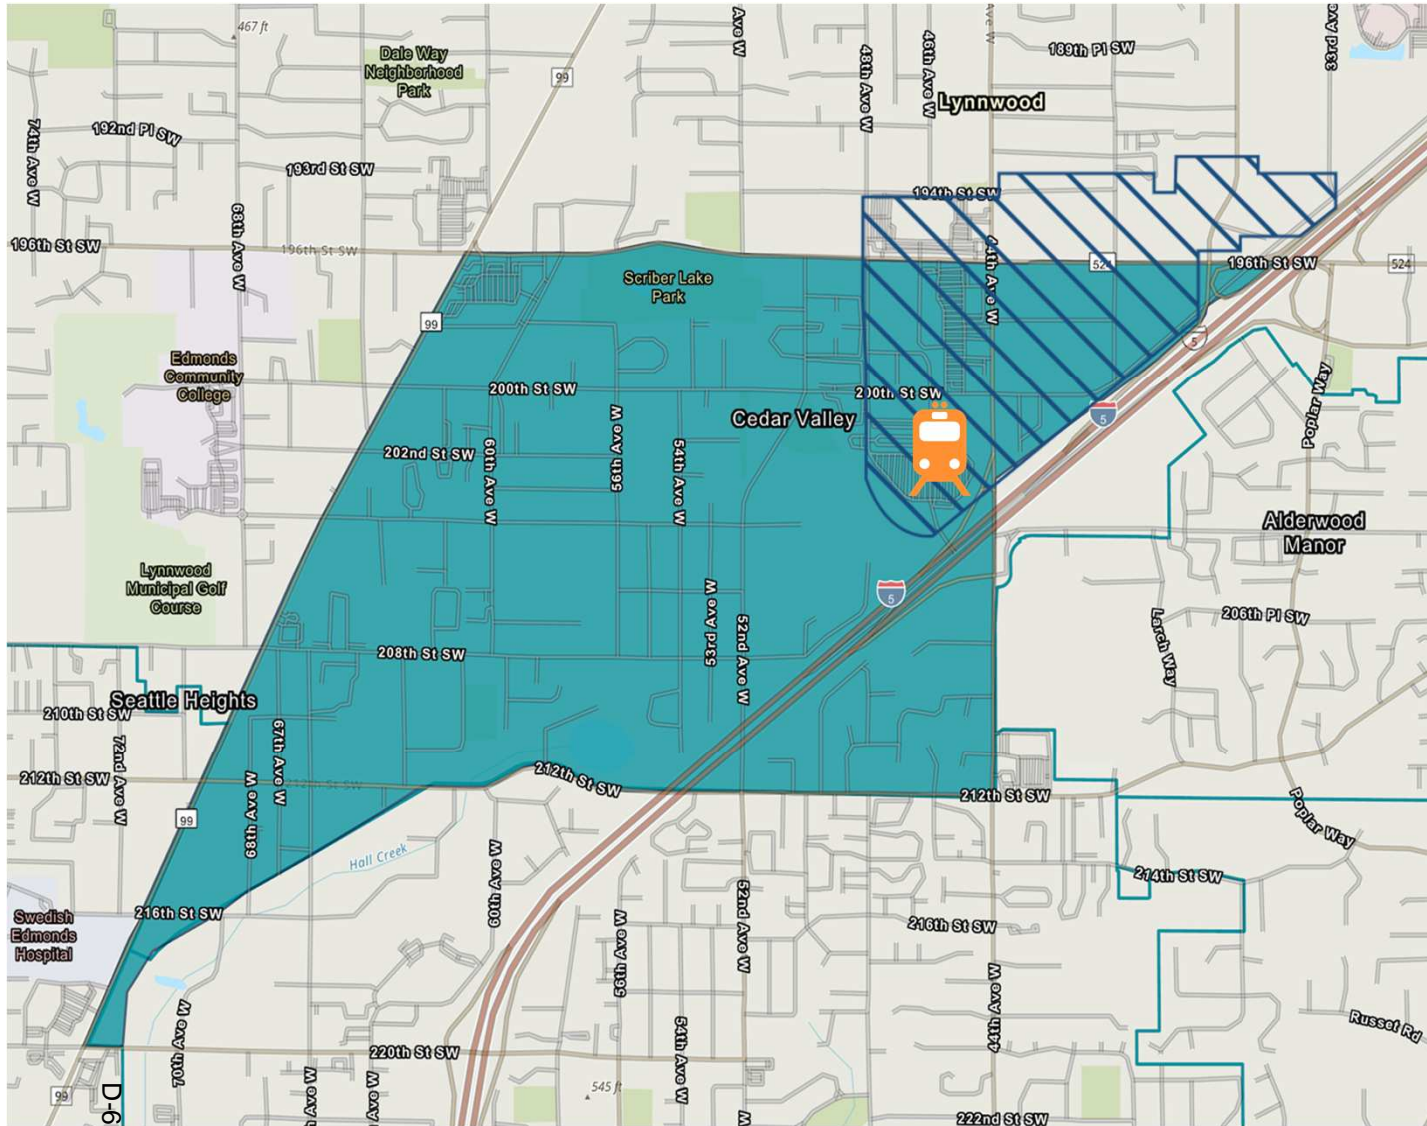 467 ft
Dale Way
Neighborhood
Park
99
Ave W
48th Ave W
46th Ave W
Ave W
189th Pl SW
33rd Ave
Lynnwood
74th Ave W
192nd Pl SW
193rd St SW
68th Ave W
194th St SW
196th St SW
196th St SW
44th Ave W
524
196th St SW
524
Scriber Lake
Park
99
5
Edmonds
Community
College
200th St SW
200th St SW
Cedar Valley
56th Ave W
Poplar Way
5
202nd St SW
60th Ave W
54th Ave W
Alderwood
Manor
Lynnwood
Municipal Golf
Course
5
53rd Ave W
52nd Ave W
206th Pl SW
Larch Way
208th St SW
Seattle Heights
210th St SW
72nd Ave W
67th Ave W
212th St SW
212th St SW
212th St SW
212th St SW
69th Ave W
99
Poplar Way
Hall Creek
60th Ave W
52nd Ave W
214th St SW
216th St SW
216th St SW
Swedish
Edmonds
Hospital
56th Ave W
44th Ave W
70th Ave W
54th Ave W
Russet Rd
220th St SW
99
D-6
h Ave W
Ave W
545 ft
W
222nd St SW